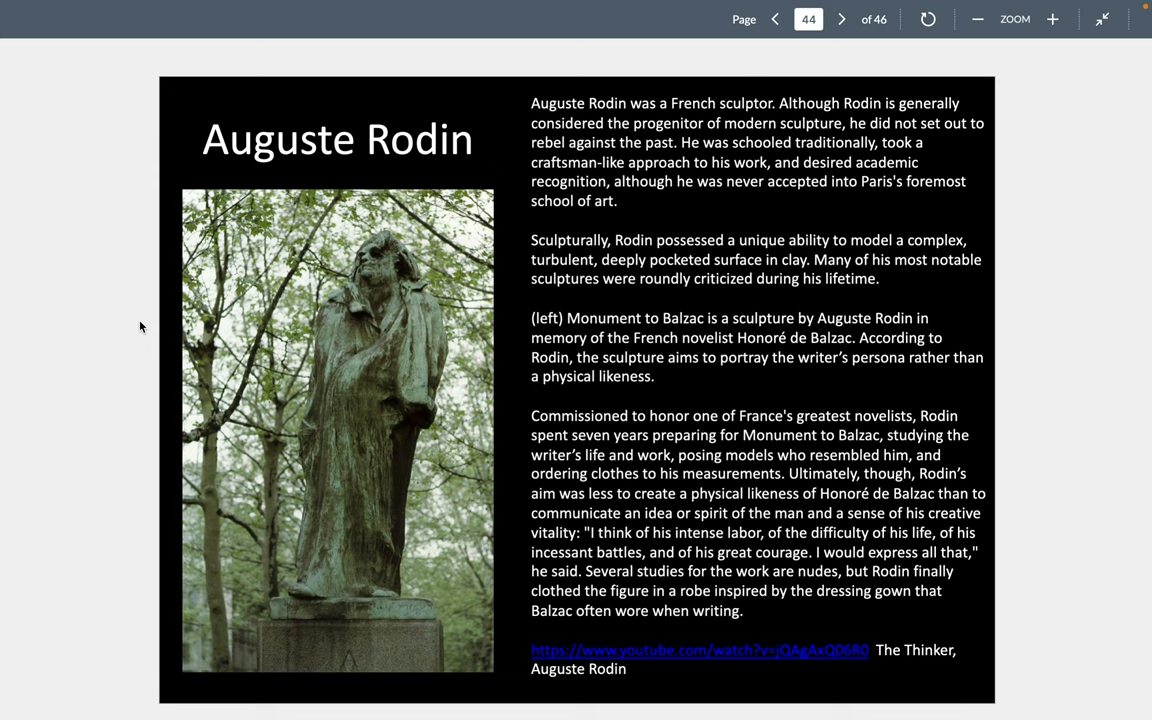 Page 44 of 46 ZOOM
Auguste Rodin
Auguste Rodin was a French sculptor. Although Rodin is generally
considered the progenitor of modern sculpture, he did not set out to
rebel against the past. He was schooled traditionally, took a
craftsman-like approach to his work, and desired academic
recognition, although he was never accepted into Paris's foremost
school of art.
Sculpturally, Rodin possessed a unique ability to model a complex,
turbulent, deeply pocketed surface in clay. Many of his most notable
sculptures were roundly criticized during his lifetime.
(left) Monument to Balzac is a sculpture by Auguste Rodin in
memory of the French novelist Honoré de Balzac. According to
Rodin, the sculpture aims to portray the writer’s persona rather than
a physical likeness.
Commissioned to honor one of France's greatest novelists, Rodin
spent seven years preparing for Monument to Balzac, studying the
writer’s life and work, posing models who resembled him, and
ordering clothes to his measurements. Ultimately, though, Rodin’s
aim was less to create a physical likeness of Honoré de Balzac than to
communicate an idea or spirit of the man and a sense of his creative
vitality: "I think of his intense labor, of the difficulty of his life, of his
incessant battles, and of his great courage. I would express all that,"
he said. Several studies for the work are nudes, but Rodin finally
clothed the figure in a robe inspired by the dressing gown that
Balzac often wore when writing.
https://www.youtube.com/watch?v=jQAgAxQ06R0 The Thinker,
Auguste Rodin